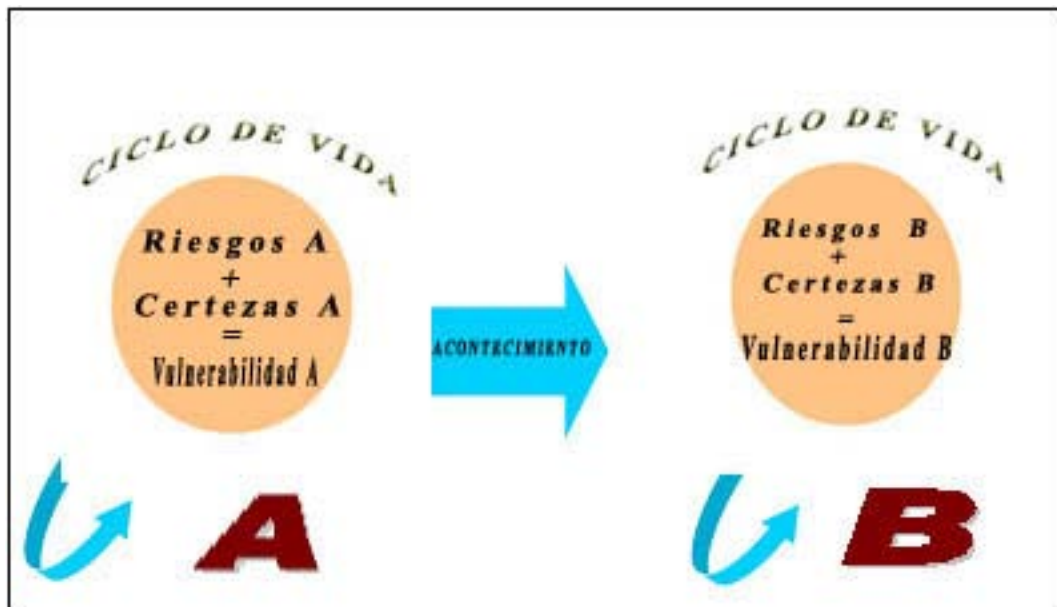 CICLO DE VIDA
Riesgos A
+
Certezas A
=
Vulnerabilidad A
ACONTECIMIENTO
CICLO DE VIDA
Riesgos B
+
Certezas B
=
Vulnerabilidad B
A
B